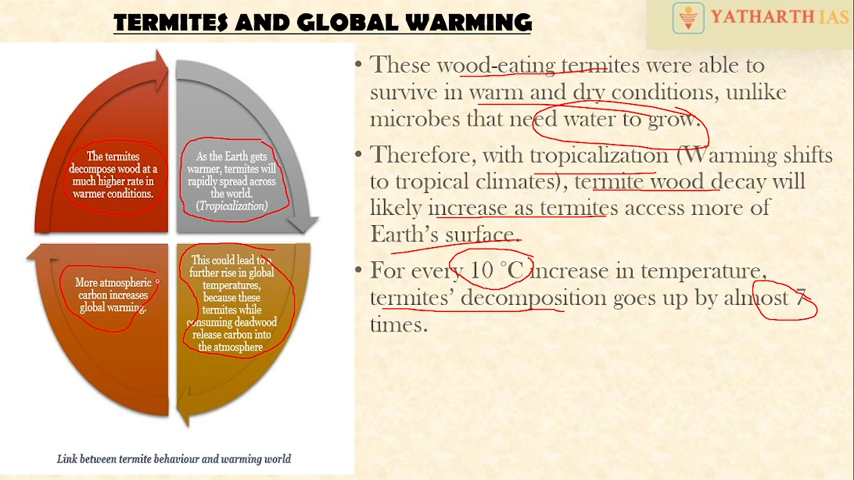 TERMITES AND GLOBAL WARMING
YATHARTH IAS
The termites
decompose wood at a
much higher rate in
warmer conditions.
As the Earth gets
warmer, termites will
rapidly spread across
the world.
(Tropicalization)
More atmospheric
carbon increases
global warming.
This could lead to a
further rise in global
temperatures,
because these
termites while
consuming deadwood
release carbon into
the atmosphere
Link between termite behaviour and warming world
• These wood-eating termites were able to
survive in warm and dry conditions, unlike
microbes that need water to grow.
• Therefore, with tropicalization (Warming shifts
to tropical climates), termite wood decay will
likely increase as termites access more of
Earth's surface.
• For every 10 °C increase in temperature,
termites' decomposition goes up by almost 7
times.